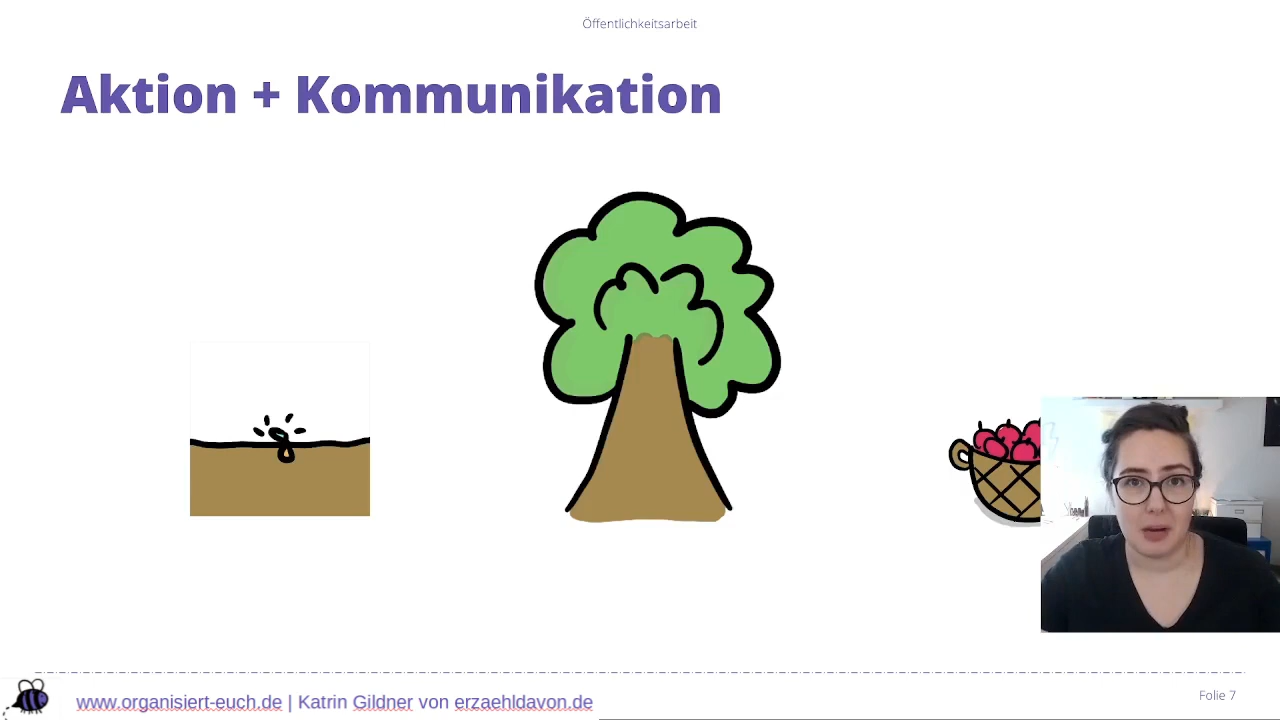 Öffentlichkeitsarbeit
Aktion + Kommunikation
www.organisiert-euch.de | Katrin Gildner von erzaehldavon.de
Folie 7